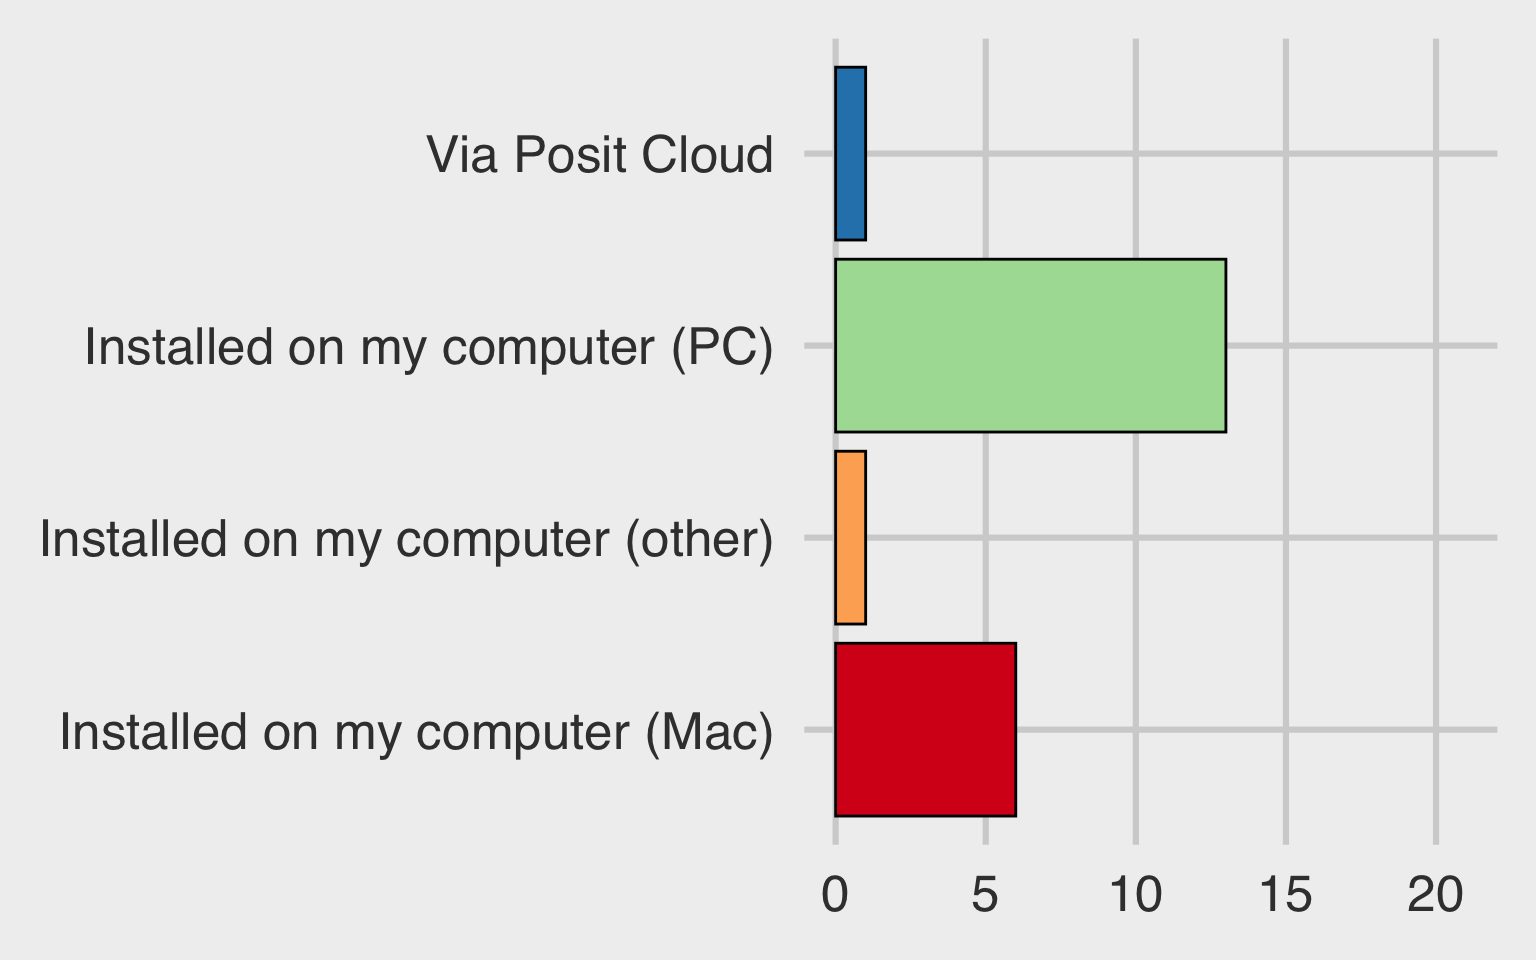 Via Posit Cloud
Installed on my computer (PC)
Installed on my computer (other)
Installed on my computer (Mac)
0 5 10 15 20